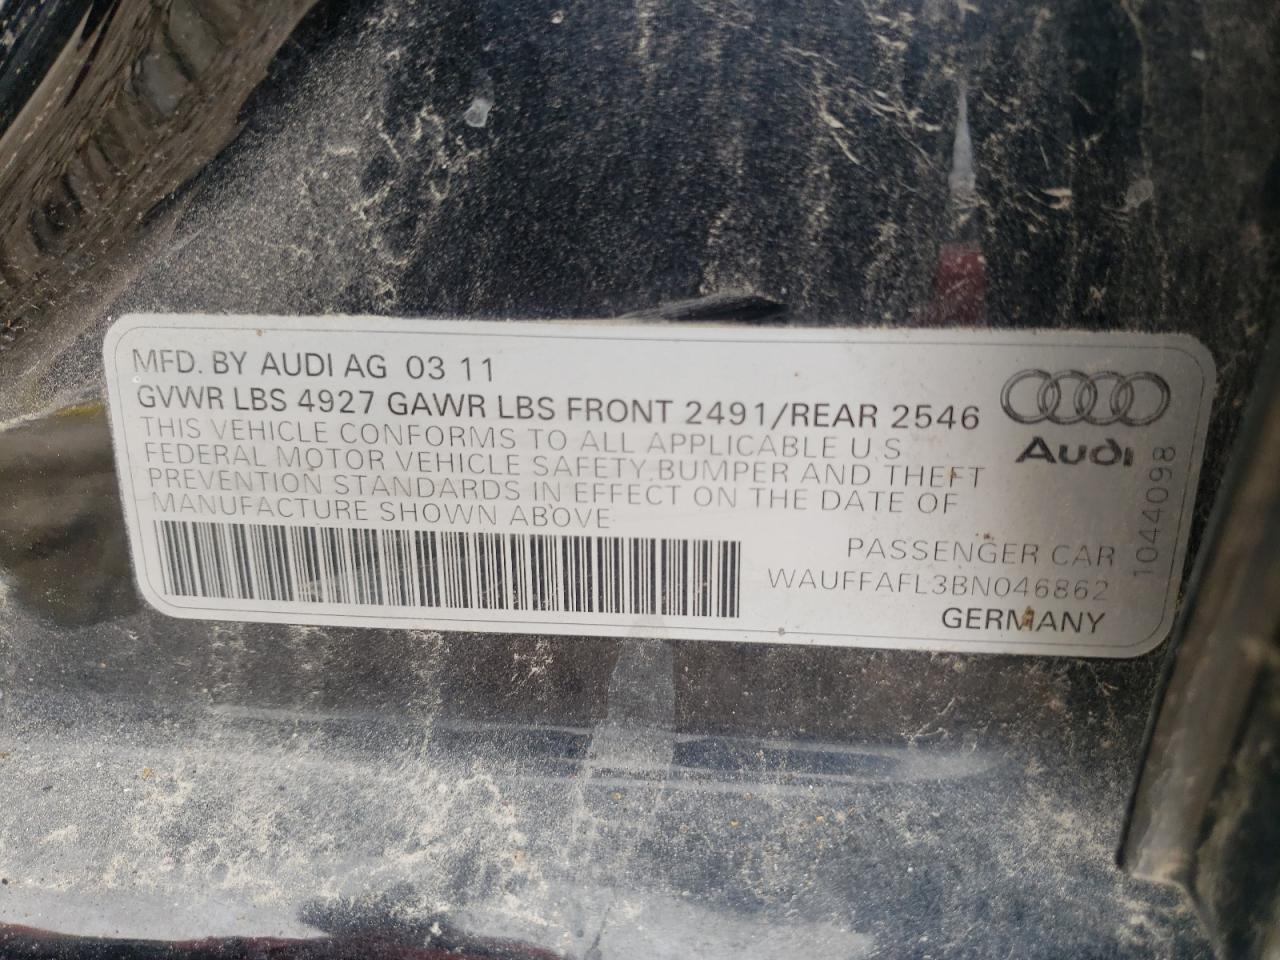 MFD. BY AUDI AG 03 11
GVWR LBS 4927 GAWR LBS FRONT 2491/REAR 2546
THIS VEHICLE CONFORMS TO ALL APPLICABLE U.S
FEDERAL MOTOR VEHICLE SAFETY, BUMPER AND THEFT
PREVENTION STANDARDS IN EFFECT ON THE DATE OF
MANUFACTURE SHOWN ABOVE
Audi
1044098
PASSENGER CAR
WAUFFAFL3BN046862
GERMANY